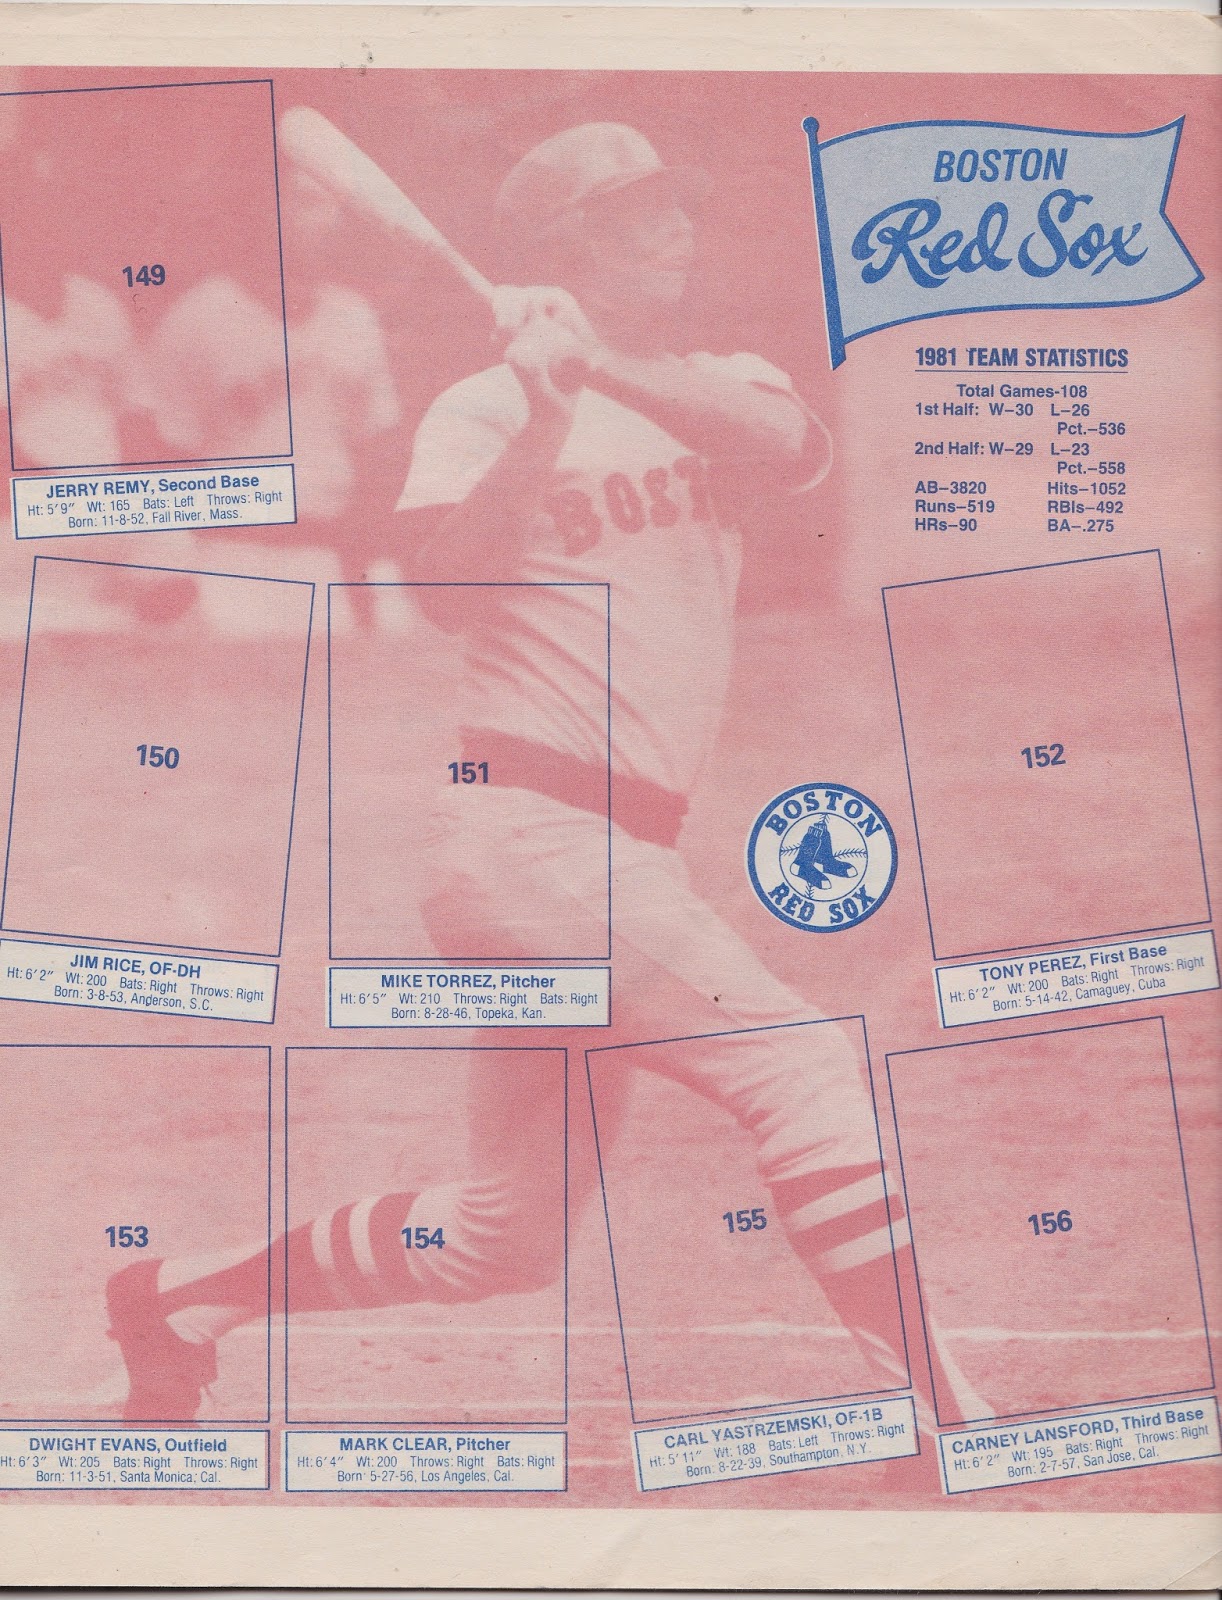 BOSTON
Red Sox
1981 TEAM STATISTICS
Total Games-108
1st Half: W–30 L–26
Pct.–536
2nd Half: W–29 L–23
Pct.–558
AB–3820 Hits–1052
Runs–519 RBIs–492
HRs–90 BA–.275
149
JERRY REMY, Second Base
Ht: 5'9" Wt: 165 Bats: Left Throws: Right
Born: 11-8-52, Fall River, Mass.
BOST
150
JIM RICE, OF-DH
Ht: 6'2" Wt: 200 Bats: Right Throws: Right
Born: 3-8-53, Anderson, S.C.
151
MIKE TORREZ, Pitcher
Ht: 6'5" Wt: 210 Throws: Right Bats: Right
Born: 8-28-46, Topeka, Kan.
BOSTON
RED SOX
152
TONY PEREZ, First Base
Ht: 6'2" Wt: 200 Bats: Right Throws: Right
Born: 5-14-42, Camaguey, Cuba
153
DWIGHT EVANS, Outfield
Ht: 6'3" Wt: 205 Bats: Right Throws: Right
Born: 11-3-51, Santa Monica, Cal.
154
MARK CLEAR, Pitcher
Ht: 6'4" Wt: 200 Throws: Right Bats: Right
Born: 5-27-56, Los Angeles, Cal.
155
CARL YASTRZEMSKI, OF-1B
Ht: 5'11" Wt: 188 Bats: Left Throws: Right
Born: 8-22-39, Southampton, N.Y.
156
CARNEY LANSFORD, Third Base
Ht: 6'2" Wt: 195 Bats: Right Throws: Right
Born: 2-7-57, San Jose, Cal.